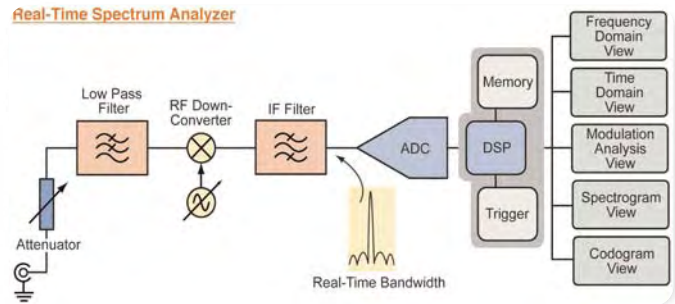 Real-Time Spectrum Analyzer
Low Pass
Filter
RF Down-
Converter
IF Filter
ADC
Memory
DSP
Trigger
Attenuator
Real-Time Bandwidth
Frequency
Domain
View
Time
Domain
View
Modulation
Analysis
View
Spectrogram
View
Codogram
View